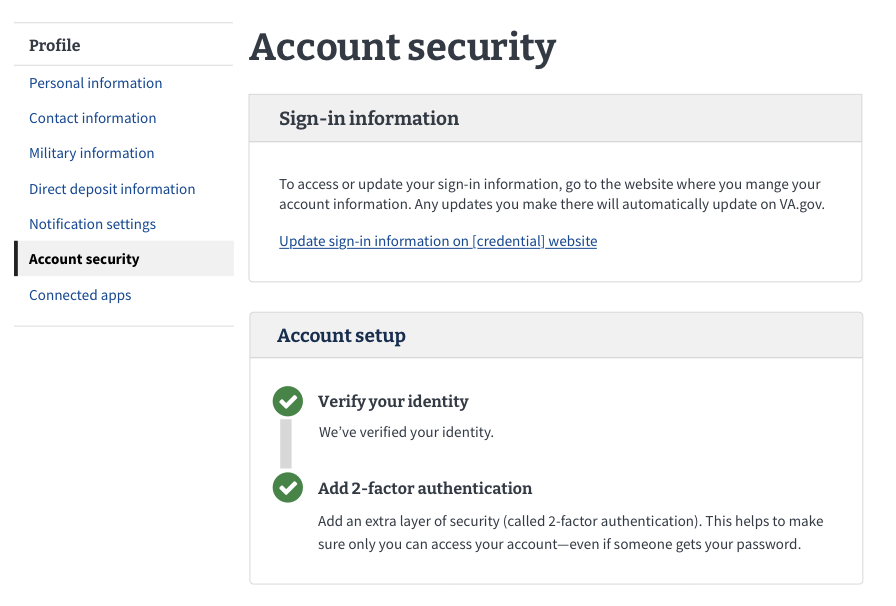 Profile
Personal information
Contact information
Military information
Direct deposit information
Notification settings
Account security
Connected apps
Account security
Sign-in information
To access or update your sign-in information, go to the website where you mange your
account information. Any updates you make there will automatically update on VA.gov.
Update sign-in information on [credential] website
Account setup
Verify your identity
We’ve verified your identity.
Add 2-factor authentication
Add an extra layer of security (called 2-factor authentication). This helps to make
sure only you can access your account—even if someone gets your password.